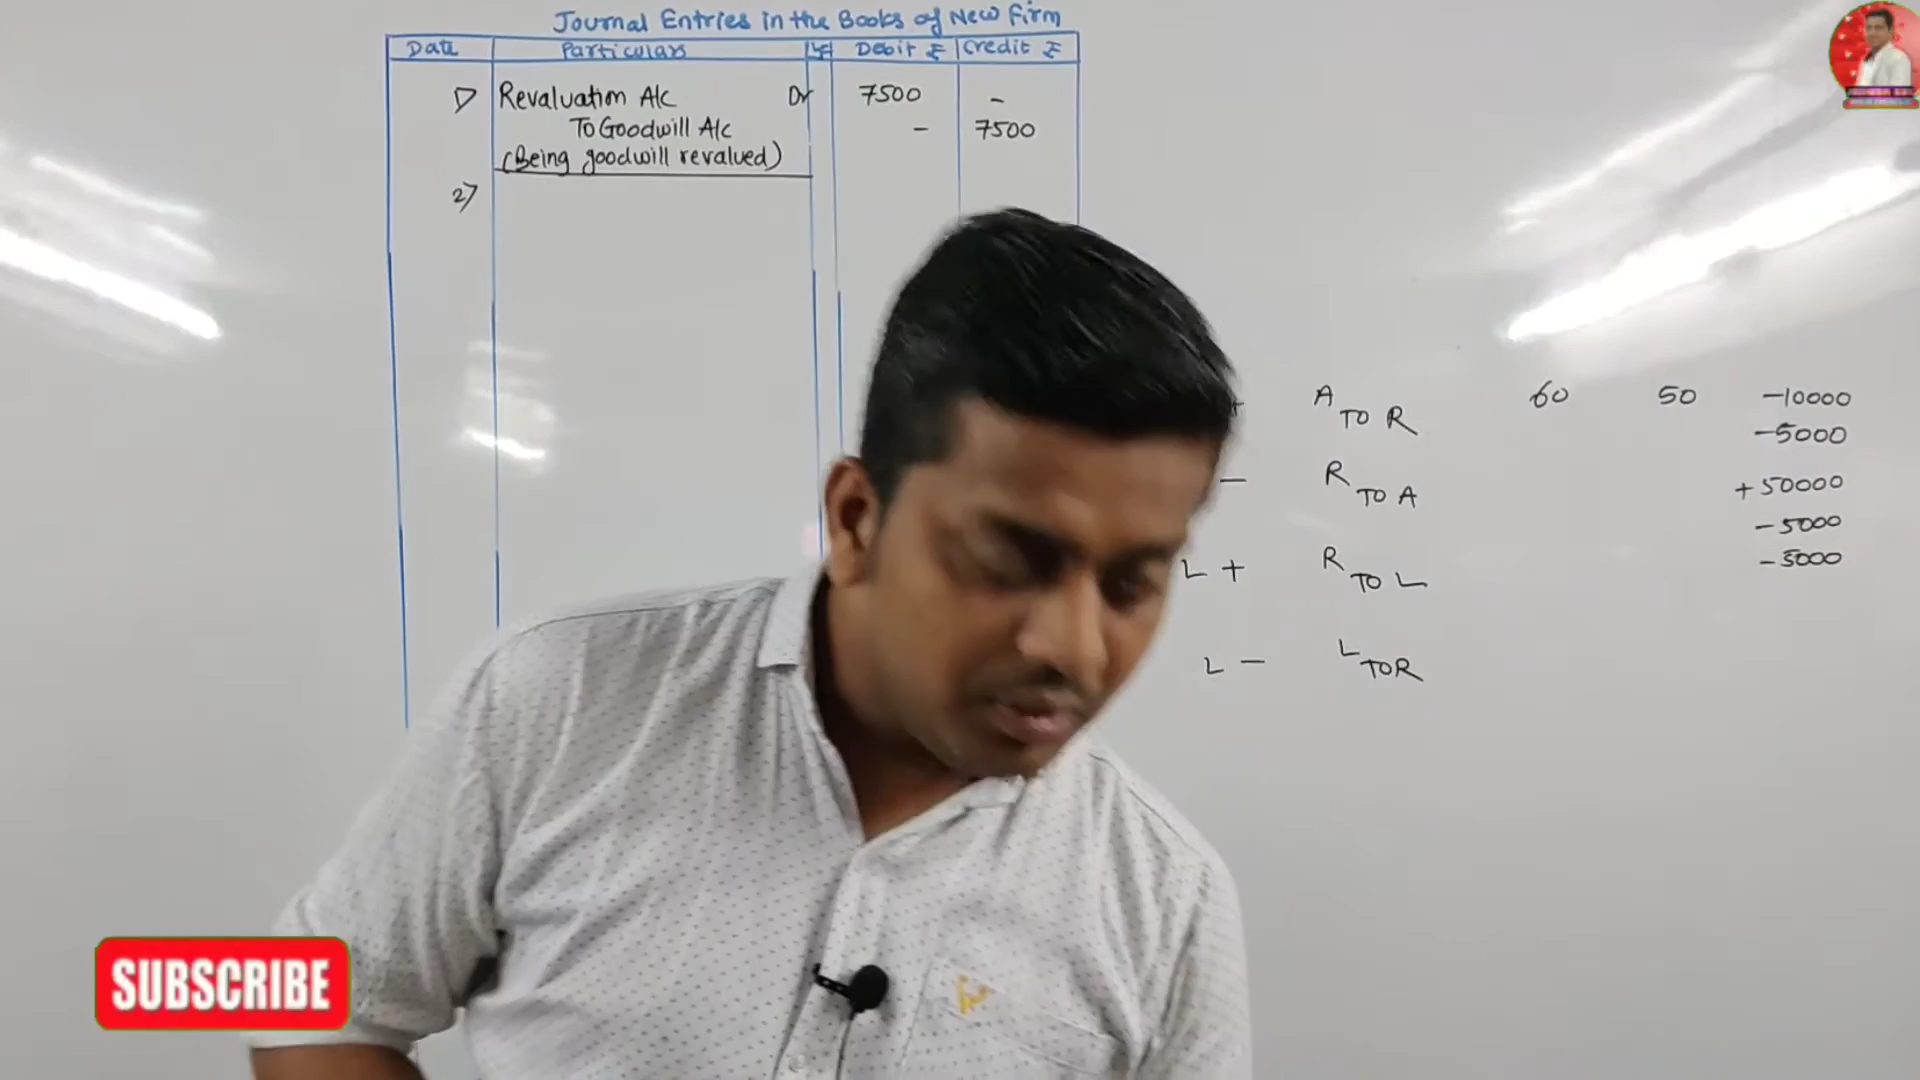 Journal Entries in the Books of New Firm
Date Particulars LF Debit ₹ Credit ₹
1) Revaluation A/c Dr 7500 -
To Goodwill A/c - 7500
(Being goodwill revalued)
2)
+ A TO R 60 50 -10000
-5000
- R TO A +50000
-5000
-5000
L + R TO L
L - L TO R
SUBSCRIBE